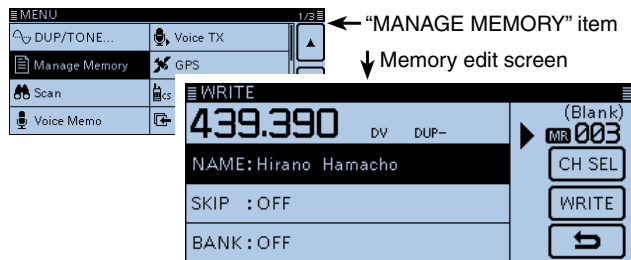 MENU 1/3
DUP/TONE... Voice TX
Manage Memory GPS
Scan CS
Voice Memo
← "MANAGE MEMORY" item
↓ Memory edit screen
WRITE
439.390 DV DUP–
(Blank)
MR 003
NAME:Hirano Hamacho
CH SEL
SKIP :OFF
WRITE
BANK:OFF